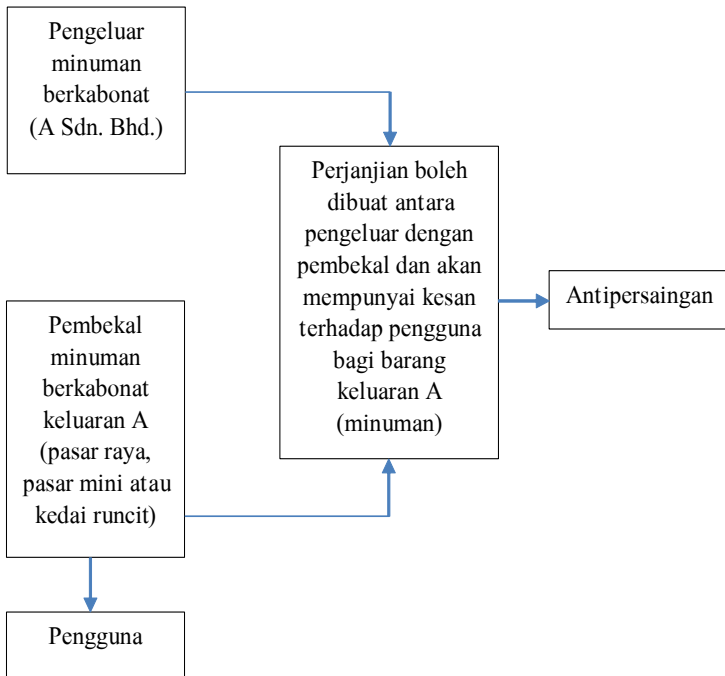 Pengeluar
minuman
berkabonat
(A Sdn. Bhd.)
Perjanjian boleh
dibuat antara
pengeluar dengan
pembekal dan akan
mempunyai kesan
terhadap pengguna
bagi barang
keluaran A
(minuman)
Antipersaingan
Pembekal
minuman
berkabonat
keluaran A
(pasar raya,
pasar mini atau
kedai runcit)
Pengguna